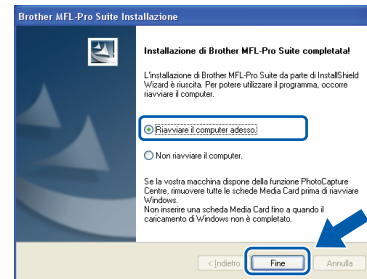 Brother MFL-Pro Suite Installazione
Installazione di Brother MFL-Pro Suite completata!
L'installazione di Brother MFL-Pro Suite da parte di InstallShield
Wizard è riuscita. Per potere utilizzare il programma, occorre
riavviare il computer.
Riavviare il computer adesso.
Non riavviare il computer.
Se la vostra macchina dispone della funzione PhotoCapture
Centre, rimuovere tutte le schede Media Card prima di riavviare
Windows.
Non inserire una scheda Media Card fino a quando il
caricamento di Windows non è completato.
< Indietro
Fine
Annulla